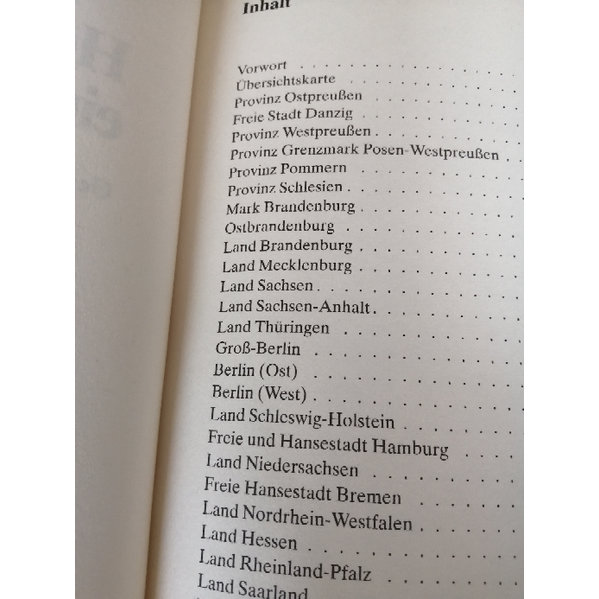 Inhalt
Vorwort . . . . . . . . . . . .
Übersichtskarte . . . . . . . . .
Provinz Ostpreußen . . . . . . .
Freie Stadt Danzig . . . . . . . .
Provinz Westpreußen . . . . . . .
Provinz Grenzmark Posen-Westpreußen .
Provinz Pommern . . . . . . . .
Provinz Schlesien . . . . . . . .
Mark Brandenburg . . . . . . . .
Ostbrandenburg . . . . . . . . .
Land Brandenburg . . . . . . . .
Land Mecklenburg . . . . . . . .
Land Sachsen . . . . . . . . . .
Land Sachsen-Anhalt . . . . . . .
Land Thüringen . . . . . . . . .
Groß-Berlin . . . . . . . . . .
Berlin (Ost) . . . . . . . . . .
Berlin (West) . . . . . . . . . .
Land Schleswig-Holstein . . . . . .
Freie und Hansestadt Hamburg . . . .
Land Niedersachsen . . . . . . .
Freie Hansestadt Bremen . . . . .
Land Nordrhein-Westfalen . . . . .
Land Hessen . . . . . . . . .
Land Rheinland-Pfalz . . . . . .
Land Saarland . . . . . . . .